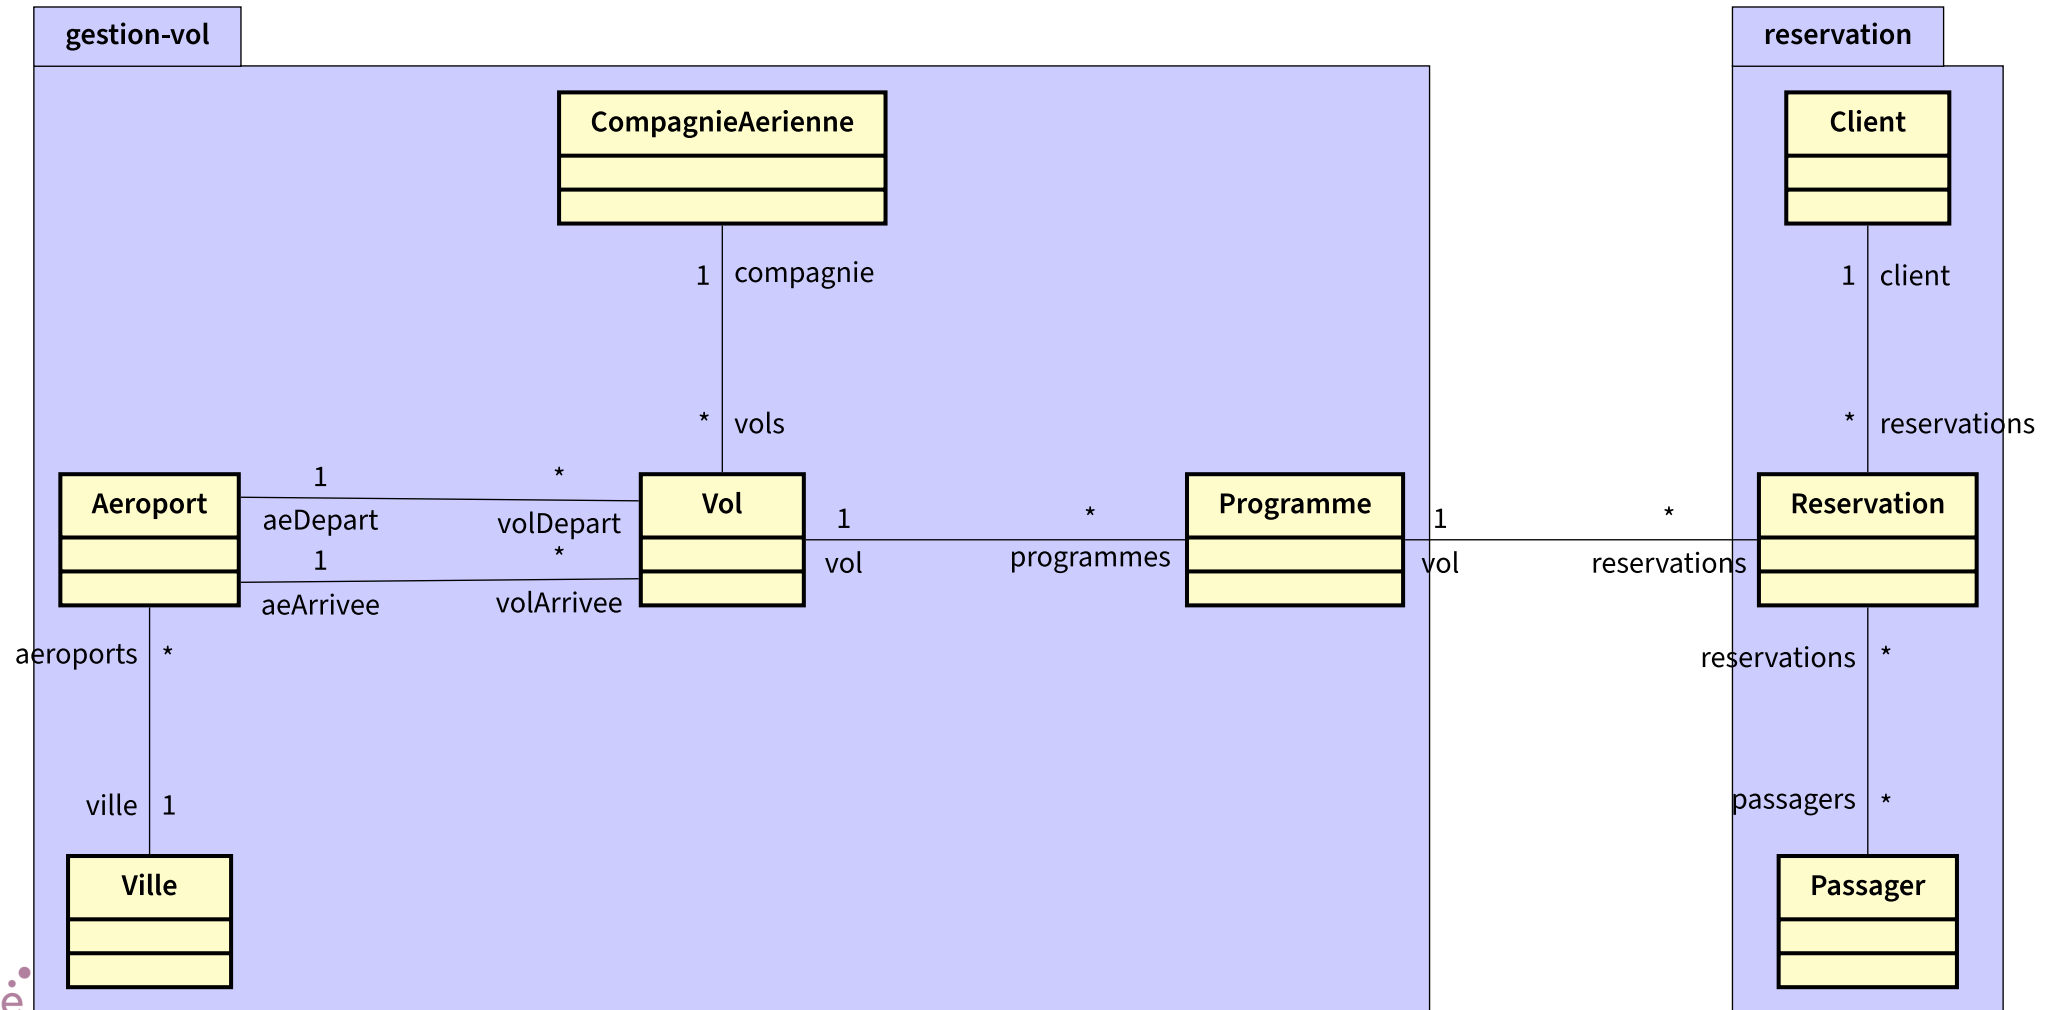 gestion-vol
reservation
CompagnieAerienne
Client
1 compagnie
1 client
* vols
* reservations
1 *
Aeroport
Vol
Programme
Reservation
aeDepart volDepart
1 * 1 *
1 *
vol programmes
vol reservations
aeArrivee volArrivee
aeroports *
reservations *
ville 1
passagers *
Ville
Passager
e